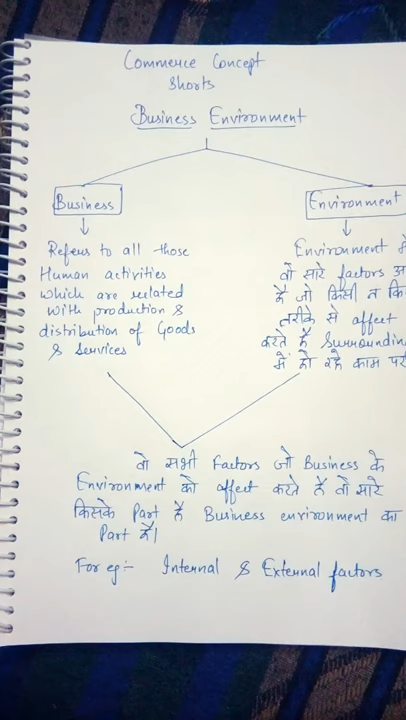 Commerce Concept
Shorts
Business Environment
Business
Refers to all those
Human activities
which are related
with production &
distribution of Goods
& Services
Environment
Environment में
वो सारे factors
है जो किसी न
तरीके से affect
करते है
में हो रहे काम पर
वो सभी Factors जो Business के
Environment को affect करते है वो सारे
किसके Part है Business environment का
Part है।
For eg :- Internal & External factors